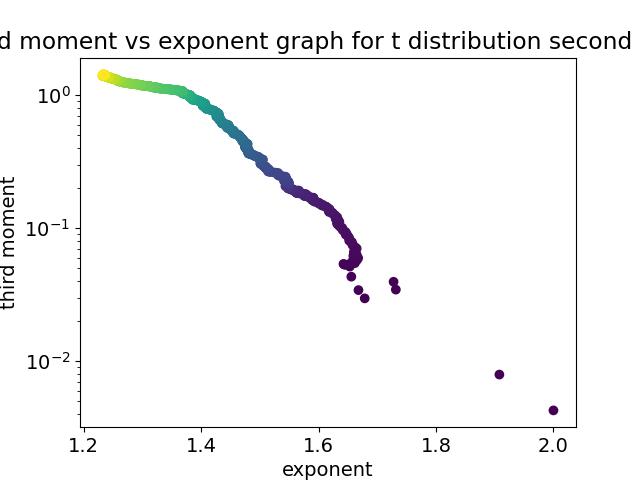 d moment vs exponent graph for t distribution second
10⁰
10⁻¹
10⁻²
third moment
1.2 1.4 1.6 1.8 2.0
exponent